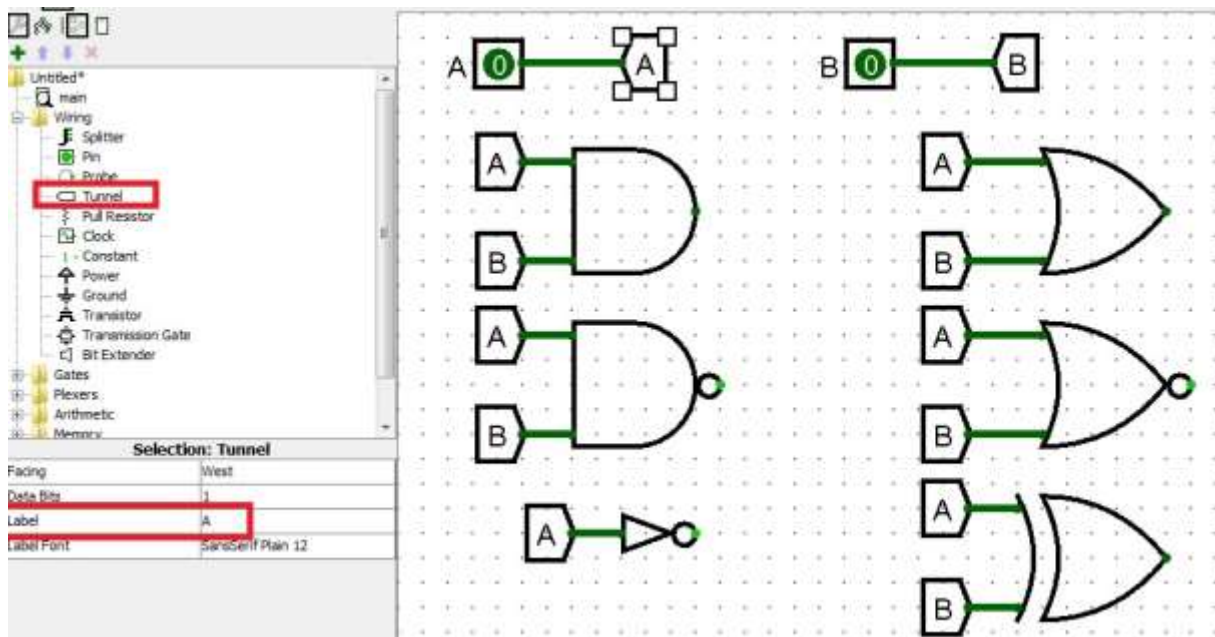 Untitled*
main
Wiring
Splitter
Pin
Probe
Tunnel
Pull Resistor
Clock
1 - Constant
Power
Ground
Transistor
Transmission Gate
Bit Extender
Gates
Plexers
Arithmetic
Memory
Selection: Tunnel
Facing West
Data Bits 1
Label A
Label Font SansSerif Plain 12
A 0 A
B 0 B
A
B
A
B
A
B
A
B
A
A
B